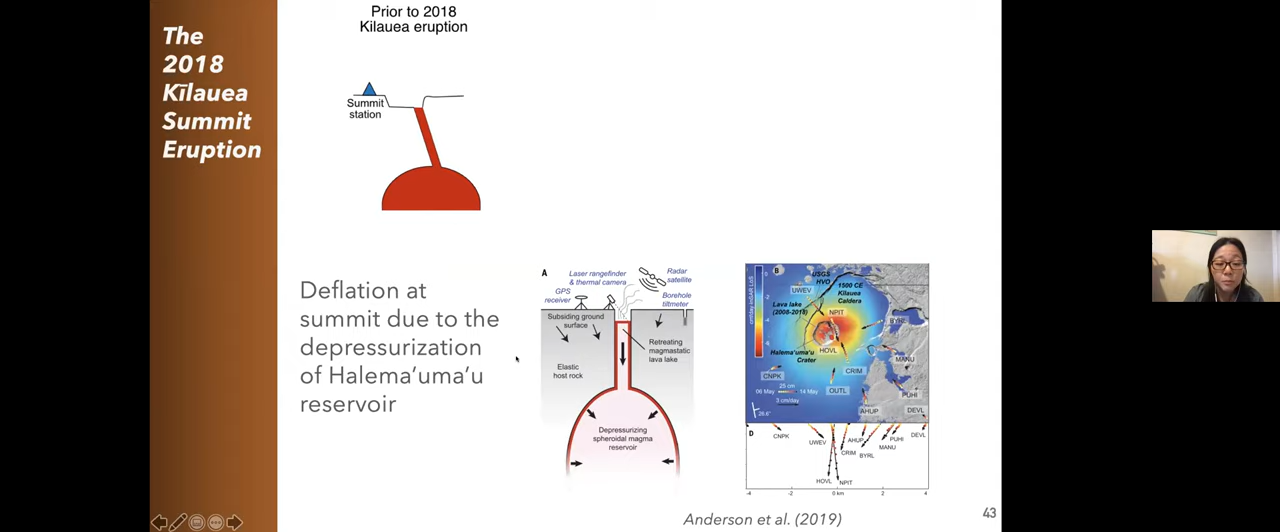 The
2018
Kīlauea
Summit
Eruption
Prior to 2018
Kilauea eruption
Summit
station
Deflation at
summit due to the
depressurization
of Halema'uma'u
reservoir
A
Laser rangefinder
& thermal camera
Radar
satellite
GPS
receiver
Borehole
tiltmeter
Subsiding ground
surface
Retreating
magmastatic
lava lake
Elastic
host rock
Depressurizing
spheroidal magma
reservoir
B
USGS
HVO
UWEV
1500 CE
Kilauea
Caldera
Lava lake
(2008-2018)
NPIT
BYRL
HOVL
Halema'uma'u
Crater
MANU
CRIM
CNPK
25 cm
OUTL
06 May
14 May
3 cm/day
PUHI
AHUP
DEVL
26.6°
D
CNPK
UWEV
AHUP
PUHI
DEVL
MANU
CRIM
BYRL
HOVL
NPIT
-4
-2
0 km
2
4
Anderson et al. (2019)
43